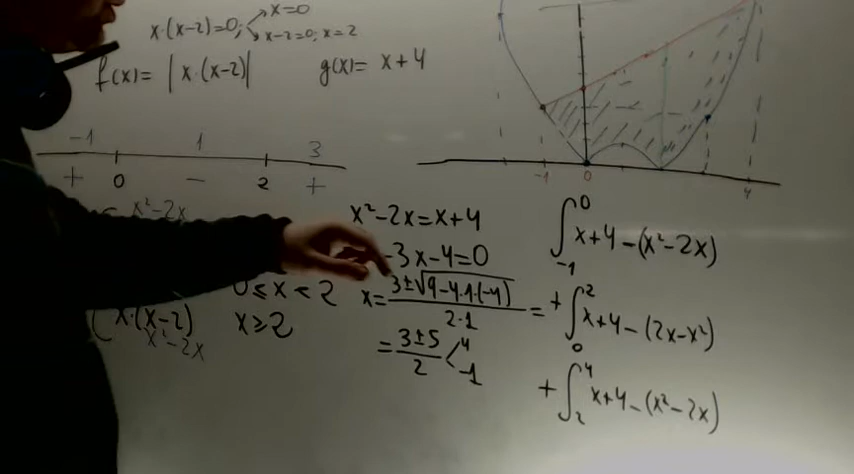 x·(x-2)=0; x=0
x-2=0; x=2
f(x)= |x·(x-2)|
g(x)= x+4
-1 1 3
+ 0 - 2 +
-1 0 4
x²-2x
0≤x<2
x·(x-2) x≥2
x²-2x
x²-2x=x+4
-3x-4=0
x= 3±√9-4·1·(-4) / 2·1 =
= 3±5 / 2 < 4 -1
∫₋₁⁰ x+4-(x²-2x)
+ ∫₀² x+4-(2x-x²)
+ ∫₂⁴ x+4-(x²-2x)